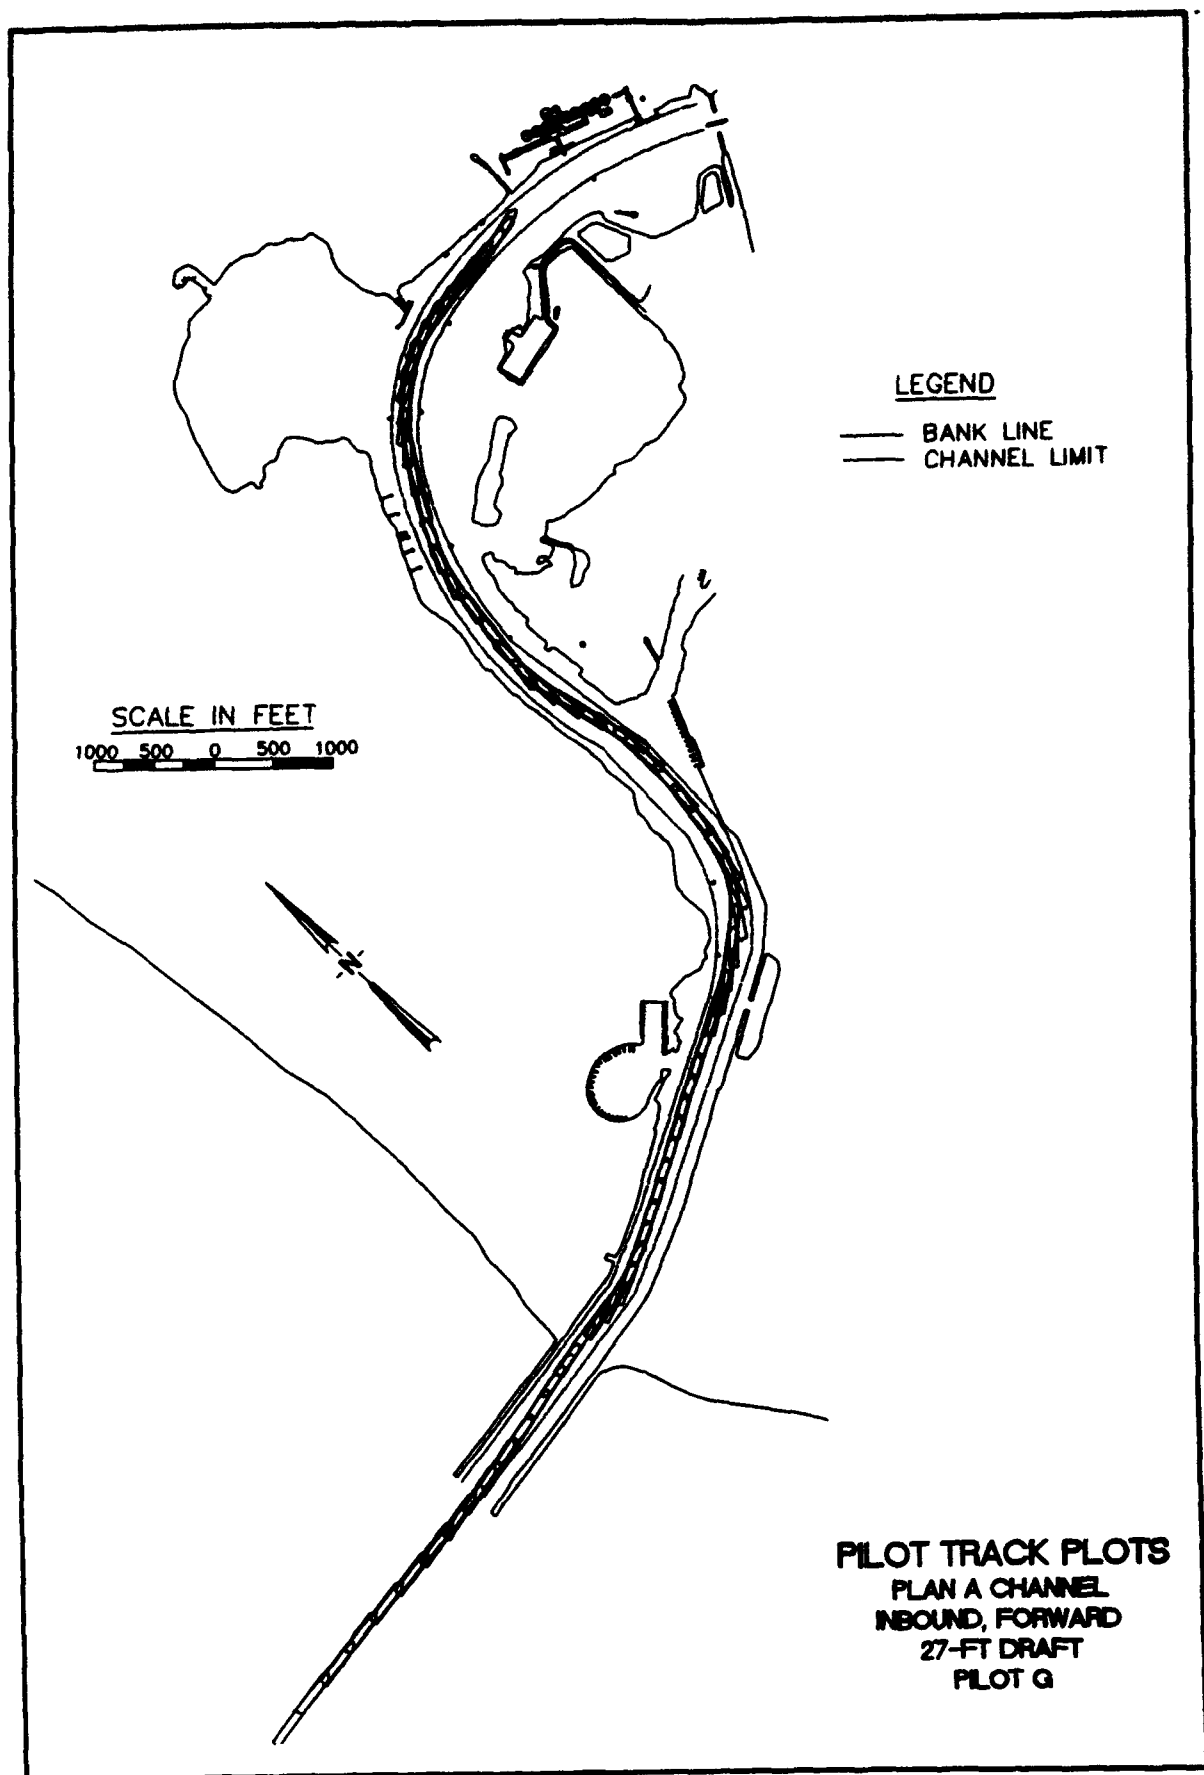 LEGEND
BANK LINE
CHANNEL LIMIT
SCALE IN FEET
1000 500 0 500 1000
N
PILOT TRACK PLOTS
PLAN A CHANNEL
INBOUND, FORWARD
27-FT DRAFT
PILOT G